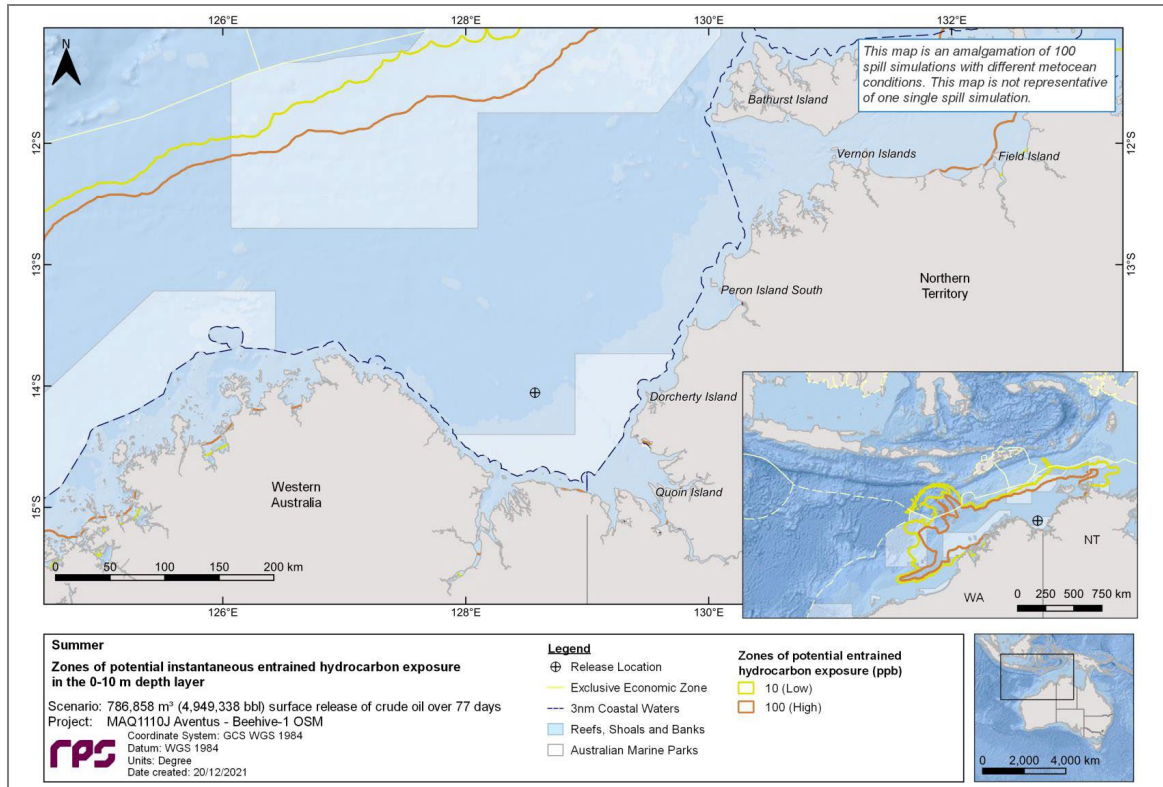 126°E
128°E
130°E
132°E
N
This map is an amalgamation of 100
spill simulations with different metocean
conditions. This map is not representative
of one single spill simulation.
Bathurst Island
12°S
12°S
Vernon Islands
Field Island
13°S
13°S
Peron Island South
Northern
Territory
14°S
Dorcherty Island
Western
Australia
Quoin Island
15°S
0 50 100 150 200 km
NT
WA
0 250 500 750 km
126°E
128°E
130°E
Summer
Zones of potential instantaneous entrained hydrocarbon exposure
in the 0-10 m depth layer
Scenario: 786,858 m³ (4,949,338 bbl) surface release of crude oil over 77 days
Project: MAQ1110J Aventus - Beehive-1 OSM
rps
Coordinate System: GCS WGS 1984
Datum: WGS 1984
Units: Degree
Date created: 20/12/2021
Legend
Release Location
Exclusive Economic Zone
3nm Coastal Waters
Reefs, Shoals and Banks
Australian Marine Parks
Zones of potential entrained
hydrocarbon exposure (ppb)
10 (Low)
100 (High)
0 2,000 4,000 km